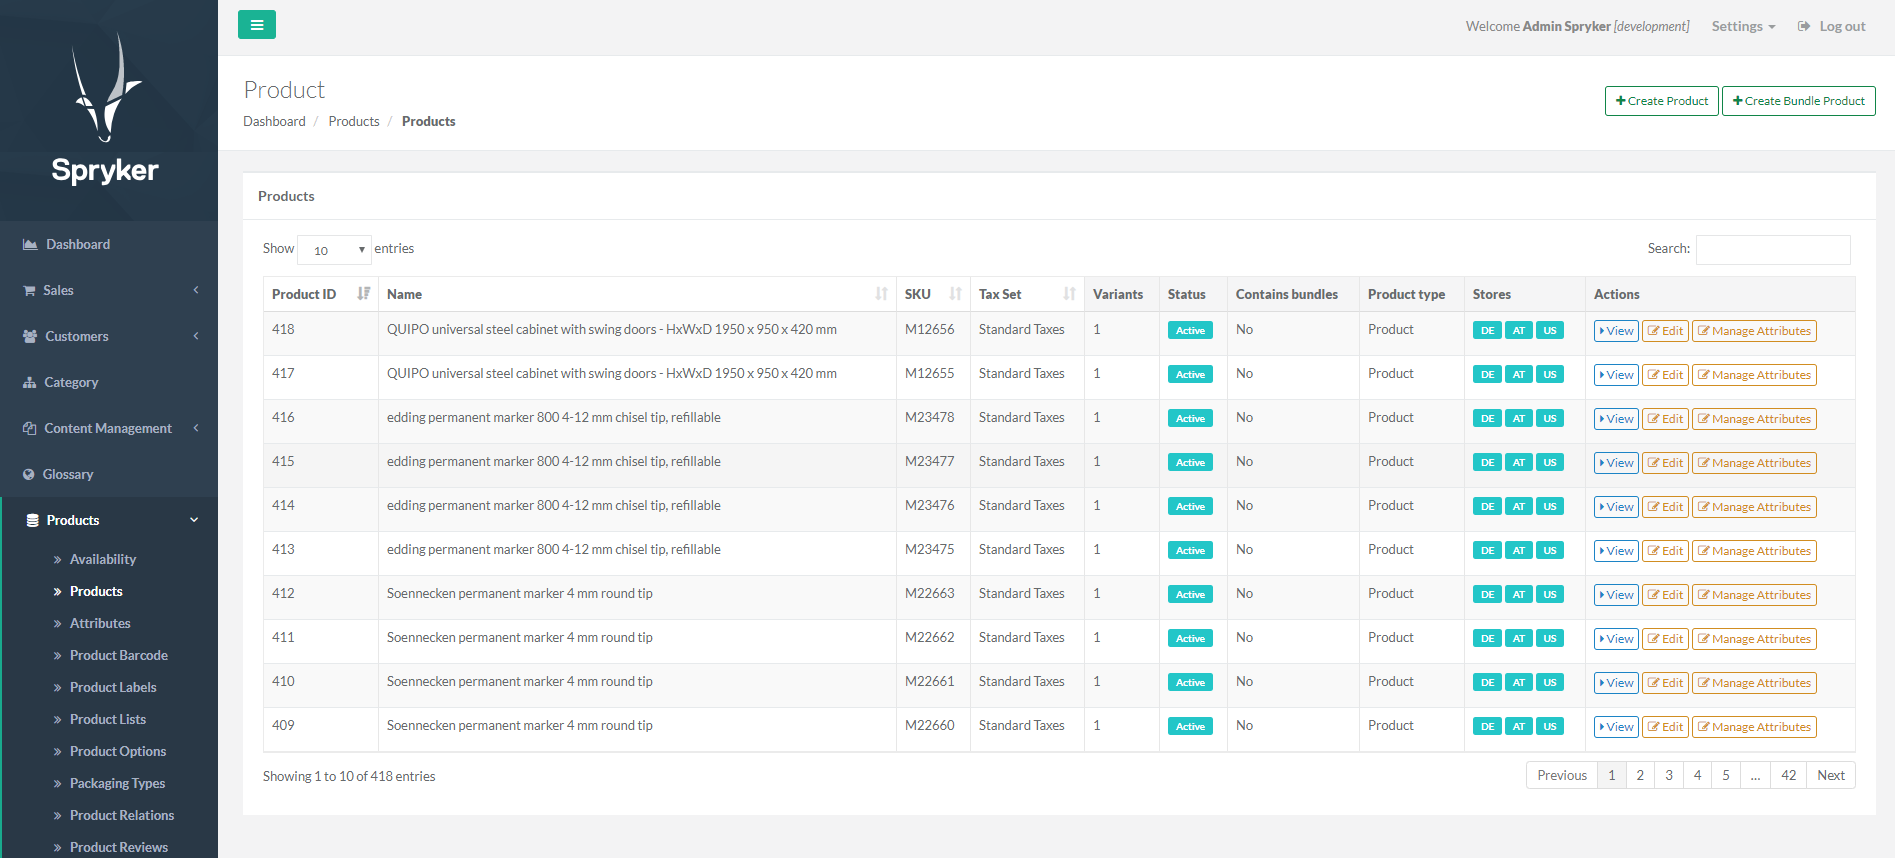 Spryker
Dashboard
Sales
Customers
Category
Content Management
Glossary
Products
Availability
Products
Attributes
Product Barcode
Product Labels
Product Lists
Product Options
Packaging Types
Product Relations
Product Reviews
Welcome Admin Spryker [development] Settings Log out
Product
Dashboard / Products / Products
Create Product Create Bundle Product
Products
Show 10 entries Search:
Product ID Name SKU Tax Set Variants Status Contains bundles Product type Stores Actions
418 QUIPO universal steel cabinet with swing doors - HxWxD 1950 x 950 x 420 mm M12656 Standard Taxes 1 Active No Product DE AT US View Edit Manage Attributes
417 QUIPO universal steel cabinet with swing doors - HxWxD 1950 x 950 x 420 mm M12655 Standard Taxes 1 Active No Product DE AT US View Edit Manage Attributes
416 edding permanent marker 800 4-12 mm chisel tip, refillable M23478 Standard Taxes 1 Active No Product DE AT US View Edit Manage Attributes
415 edding permanent marker 800 4-12 mm chisel tip, refillable M23477 Standard Taxes 1 Active No Product DE AT US View Edit Manage Attributes
414 edding permanent marker 800 4-12 mm chisel tip, refillable M23476 Standard Taxes 1 Active No Product DE AT US View Edit Manage Attributes
413 edding permanent marker 800 4-12 mm chisel tip, refillable M23475 Standard Taxes 1 Active No Product DE AT US View Edit Manage Attributes
412 Soennecken permanent marker 4 mm round tip M22663 Standard Taxes 1 Active No Product DE AT US View Edit Manage Attributes
411 Soennecken permanent marker 4 mm round tip M22662 Standard Taxes 1 Active No Product DE AT US View Edit Manage Attributes
410 Soennecken permanent marker 4 mm round tip M22661 Standard Taxes 1 Active No Product DE AT US View Edit Manage Attributes
409 Soennecken permanent marker 4 mm round tip M22660 Standard Taxes 1 Active No Product DE AT US View Edit Manage Attributes
Showing 1 to 10 of 418 entries Previous 1 2 3 4 5 … 42 Next